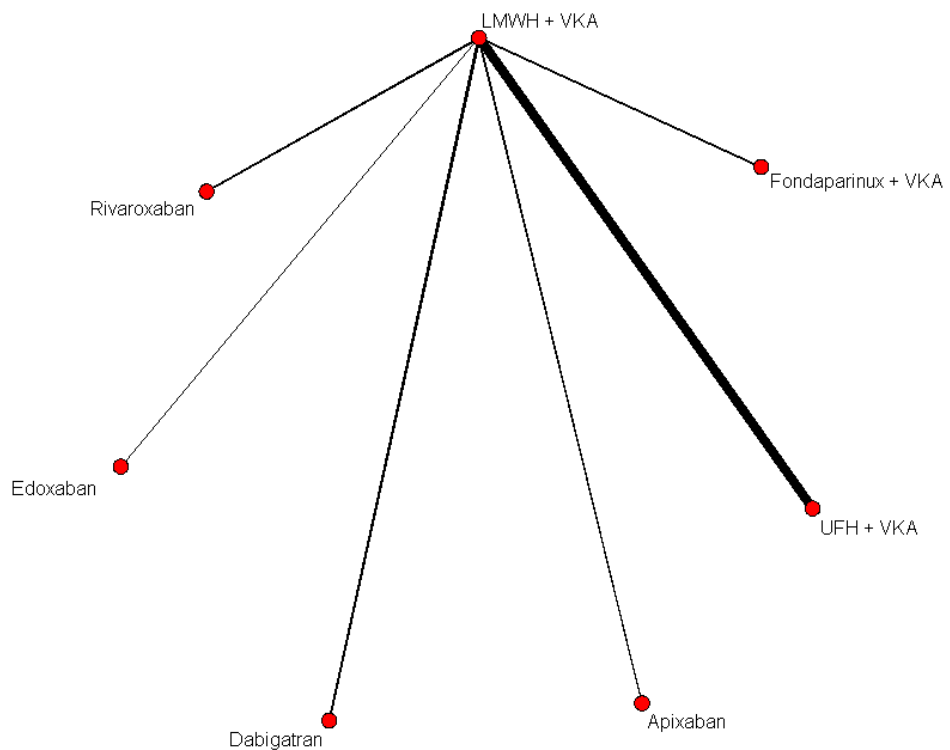 LMWH + VKA
Fondaparinux + VKA
Rivaroxaban
Edoxaban
UFH + VKA
Apixaban
Dabigatran